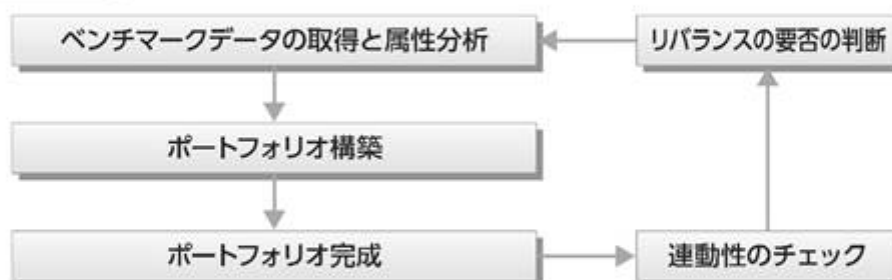 ベンチマークデータの取得と属性分析
リバランスの要否の判断
ポートフォリオ構築
ポートフォリオ完成
連動性のチェック